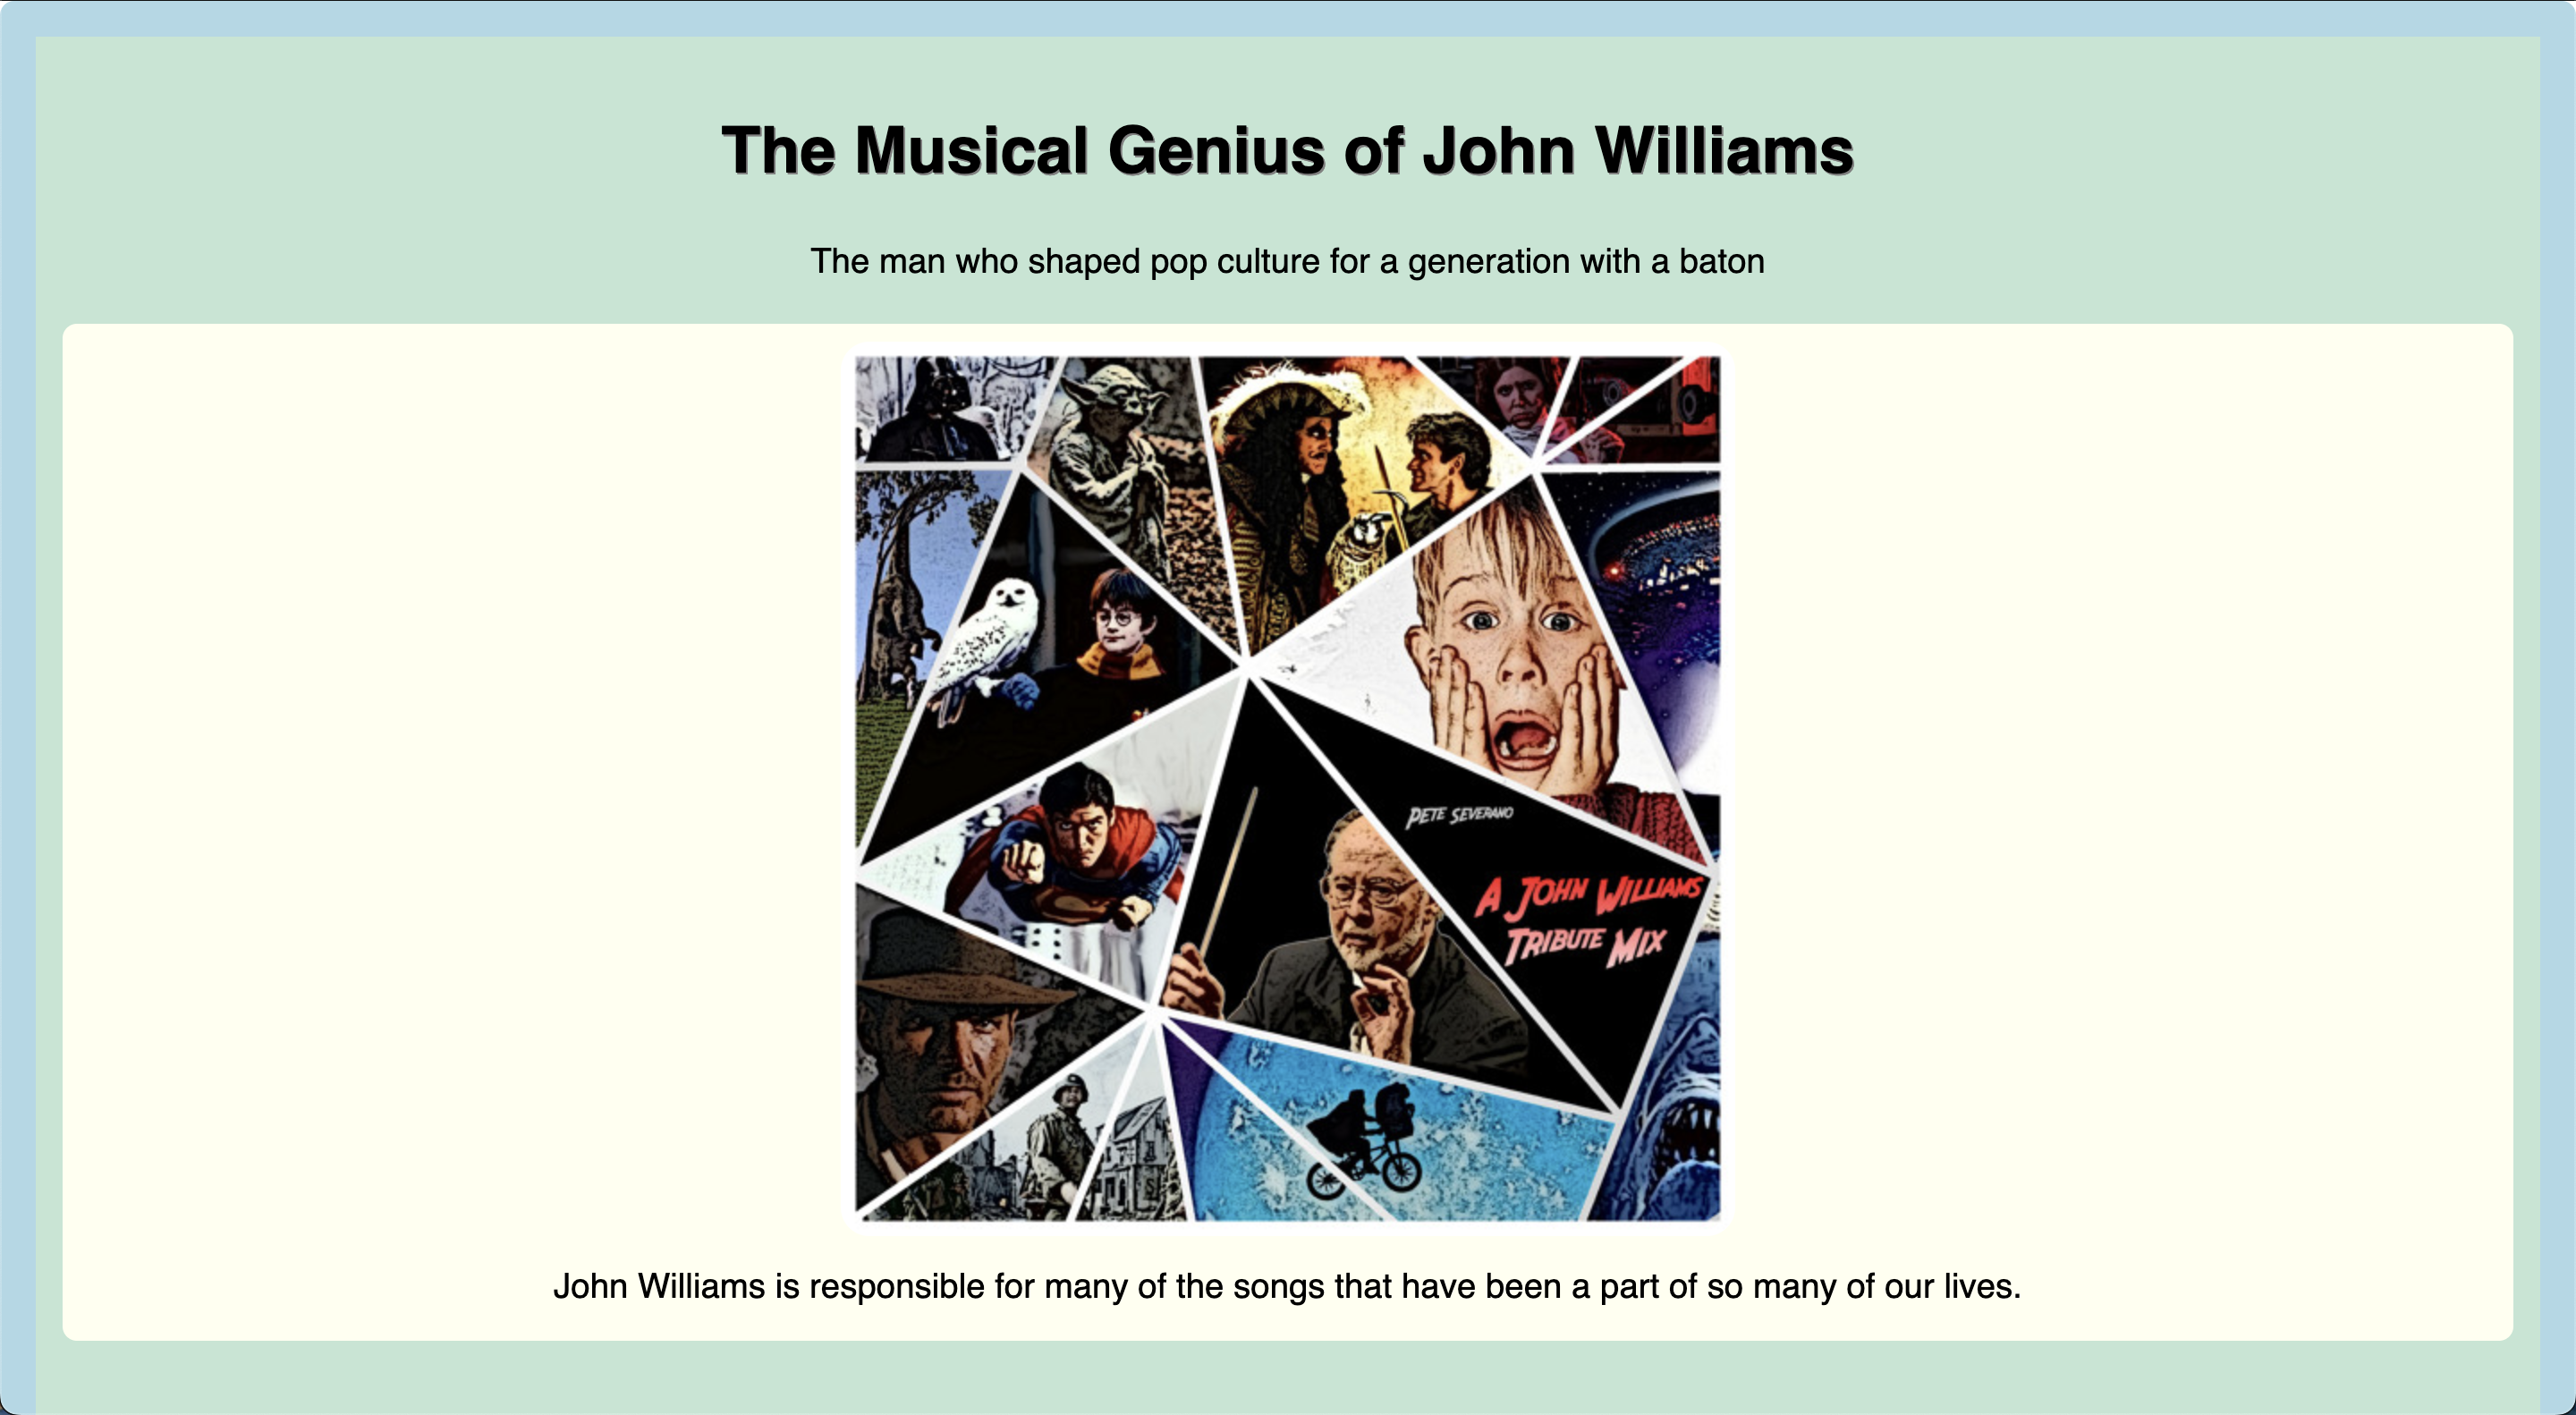 The Musical Genius of John Williams
The man who shaped pop culture for a generation with a baton
PETE SEVERANO
A JOHN WILLIAMS
TRIBUTE MIX
John Williams is responsible for many of the songs that have been a part of so many of our lives.